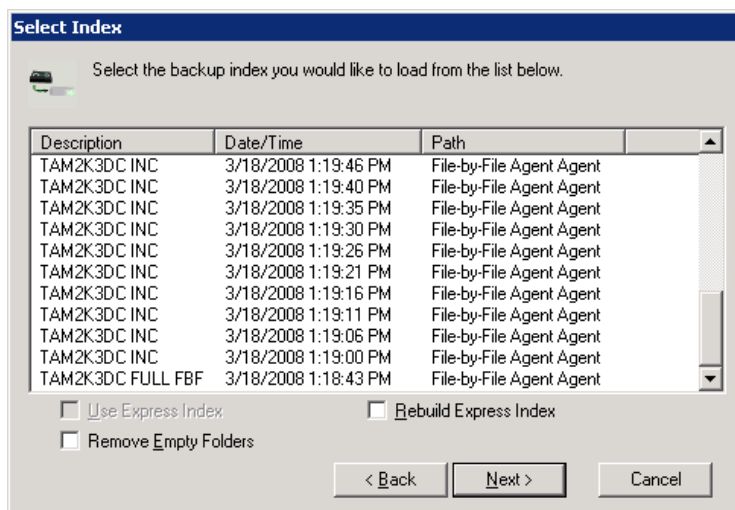 Select Index
Select the backup index you would like to load from the list below.
Description Date/Time Path
TAM2K3DC INC 3/18/2008 1:19:46 PM File-by-File Agent Agent
TAM2K3DC INC 3/18/2008 1:19:40 PM File-by-File Agent Agent
TAM2K3DC INC 3/18/2008 1:19:35 PM File-by-File Agent Agent
TAM2K3DC INC 3/18/2008 1:19:30 PM File-by-File Agent Agent
TAM2K3DC INC 3/18/2008 1:19:26 PM File-by-File Agent Agent
TAM2K3DC INC 3/18/2008 1:19:21 PM File-by-File Agent Agent
TAM2K3DC INC 3/18/2008 1:19:16 PM File-by-File Agent Agent
TAM2K3DC INC 3/18/2008 1:19:11 PM File-by-File Agent Agent
TAM2K3DC INC 3/18/2008 1:19:06 PM File-by-File Agent Agent
TAM2K3DC INC 3/18/2008 1:19:00 PM File-by-File Agent Agent
TAM2K3DC FULL FBF 3/18/2008 1:18:43 PM File-by-File Agent Agent
Use Express Index Rebuild Express Index
Remove Empty Folders
< Back Next > Cancel